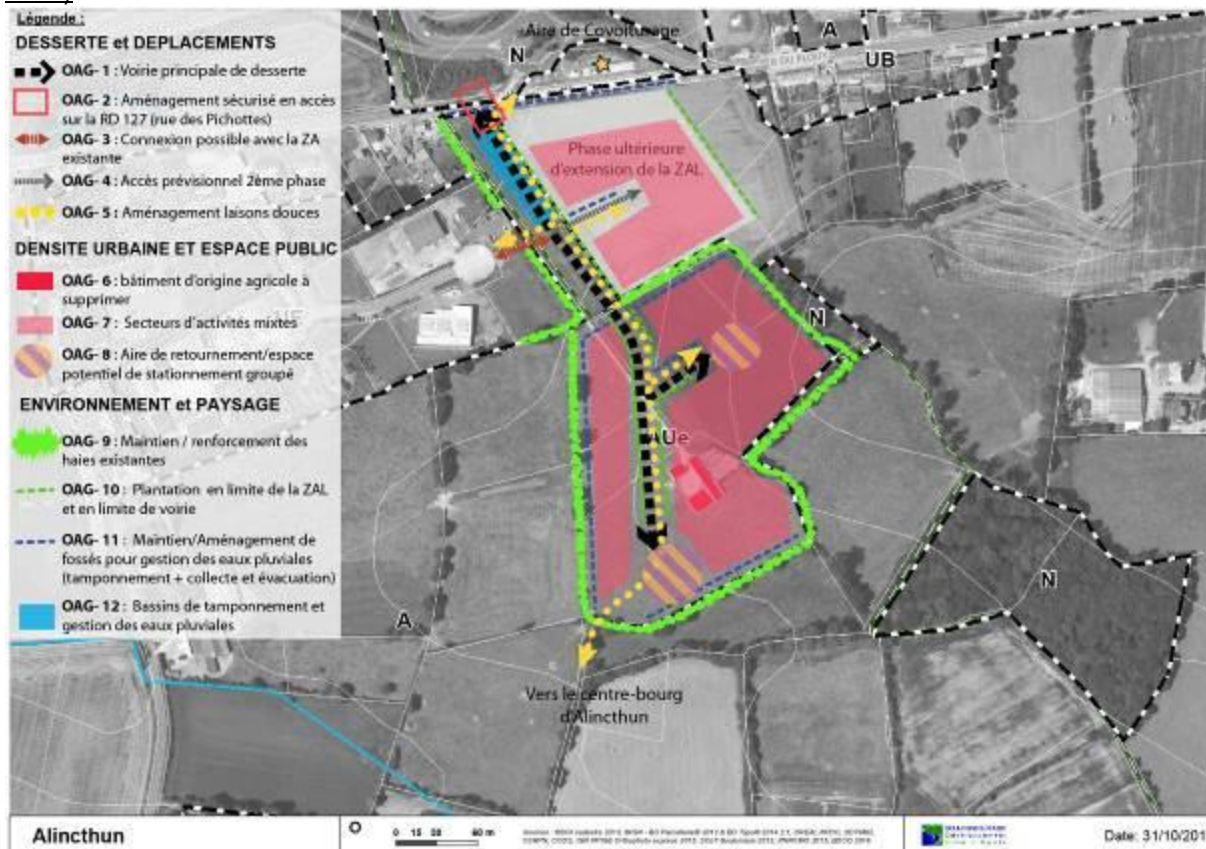 Légende :
DESSERTE et DEPLACEMENTS
OAG- 1 : Voirie principale de desserte
OAG- 2 : Aménagement sécurisé en accès
sur la RD 127 (rue des Pichottes)
OAG- 3 : Connexion possible avec la ZA
existante
OAG- 4 : Accès prévisionnel 2ème phase
OAG- 5 : Aménagement laisons douces
DENSITE URBAINE ET ESPACE PUBLIC
OAG- 6 : bâtiment d'origine agricole à
supprimer
OAG- 7 : Secteurs d'activités mixtes
OAG- 8 : Aire de retournement/espace
potentiel de stationnement groupé
ENVIRONNEMENT et PAYSAGE
OAG- 9 : Maintien / renforcement des
haies existantes
OAG- 10 : Plantation en limite de la ZAL
et en limite de voirie
OAG- 11 : Maintien/Aménagement de
fossés pour gestion des eaux pluviales
(tamponnement + collecte et évacuation)
OAG- 12 : Bassins de tamponnement et
gestion des eaux pluviales
Aire de Covoiturage
N
A
UB
Phase ultérieure
d'extension de la ZAL
N
AUe
N
A
Vers le centre-bourg
d'Alincthun
Alincthun
0 15 30 60 m
Date: 31/10/201